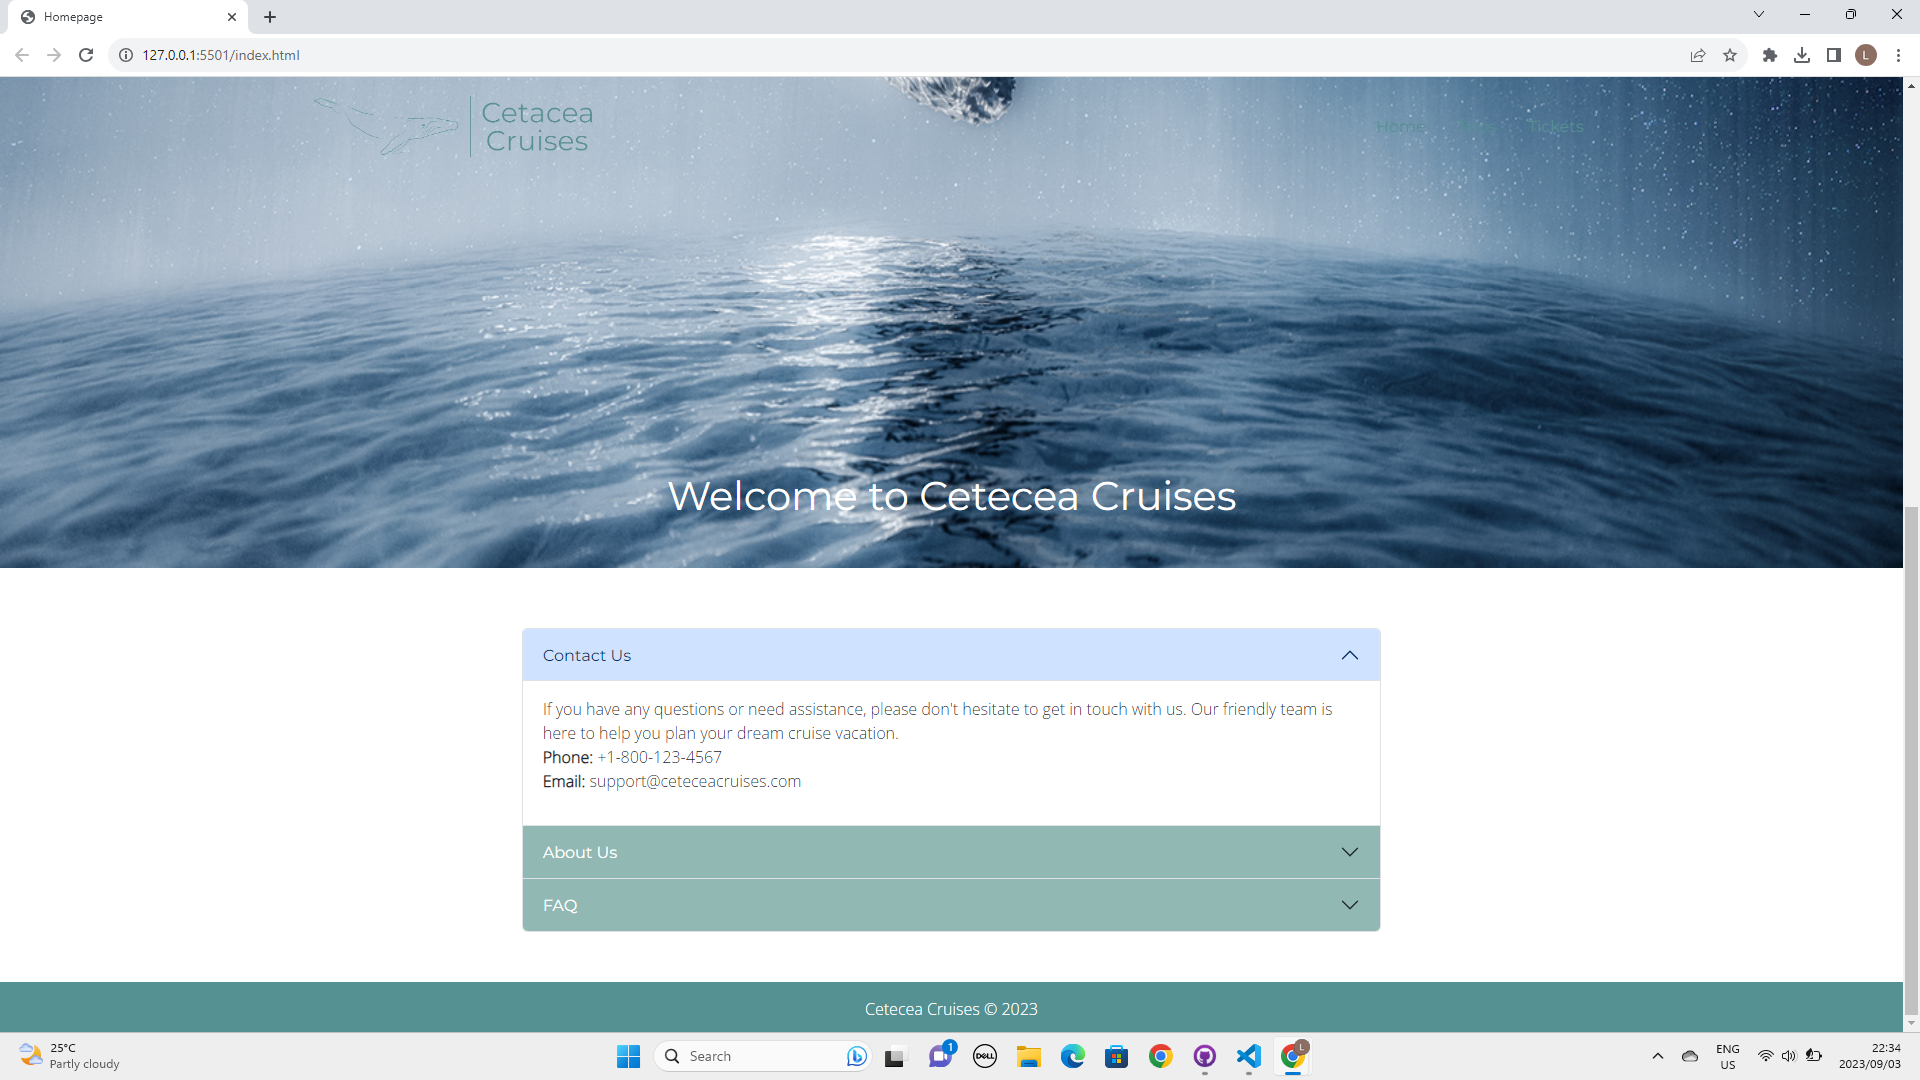 Homepage
127.0.0.1:5501/index.html
L
Cetacea
Cruises
Home
Tickets
Welcome to Cetecea Cruises
Contact Us
If you have any questions or need assistance, please don't hesitate to get in touch with us. Our friendly team is
here to help you plan your dream cruise vacation.
Phone: +1-800-123-4567
Email: support@ceteceacruises.com
About Us
FAQ
Cetecea Cruises © 2023
25°C
Partly cloudy
Search
1
DELL
L
ENG
US
22:34
2023/09/03